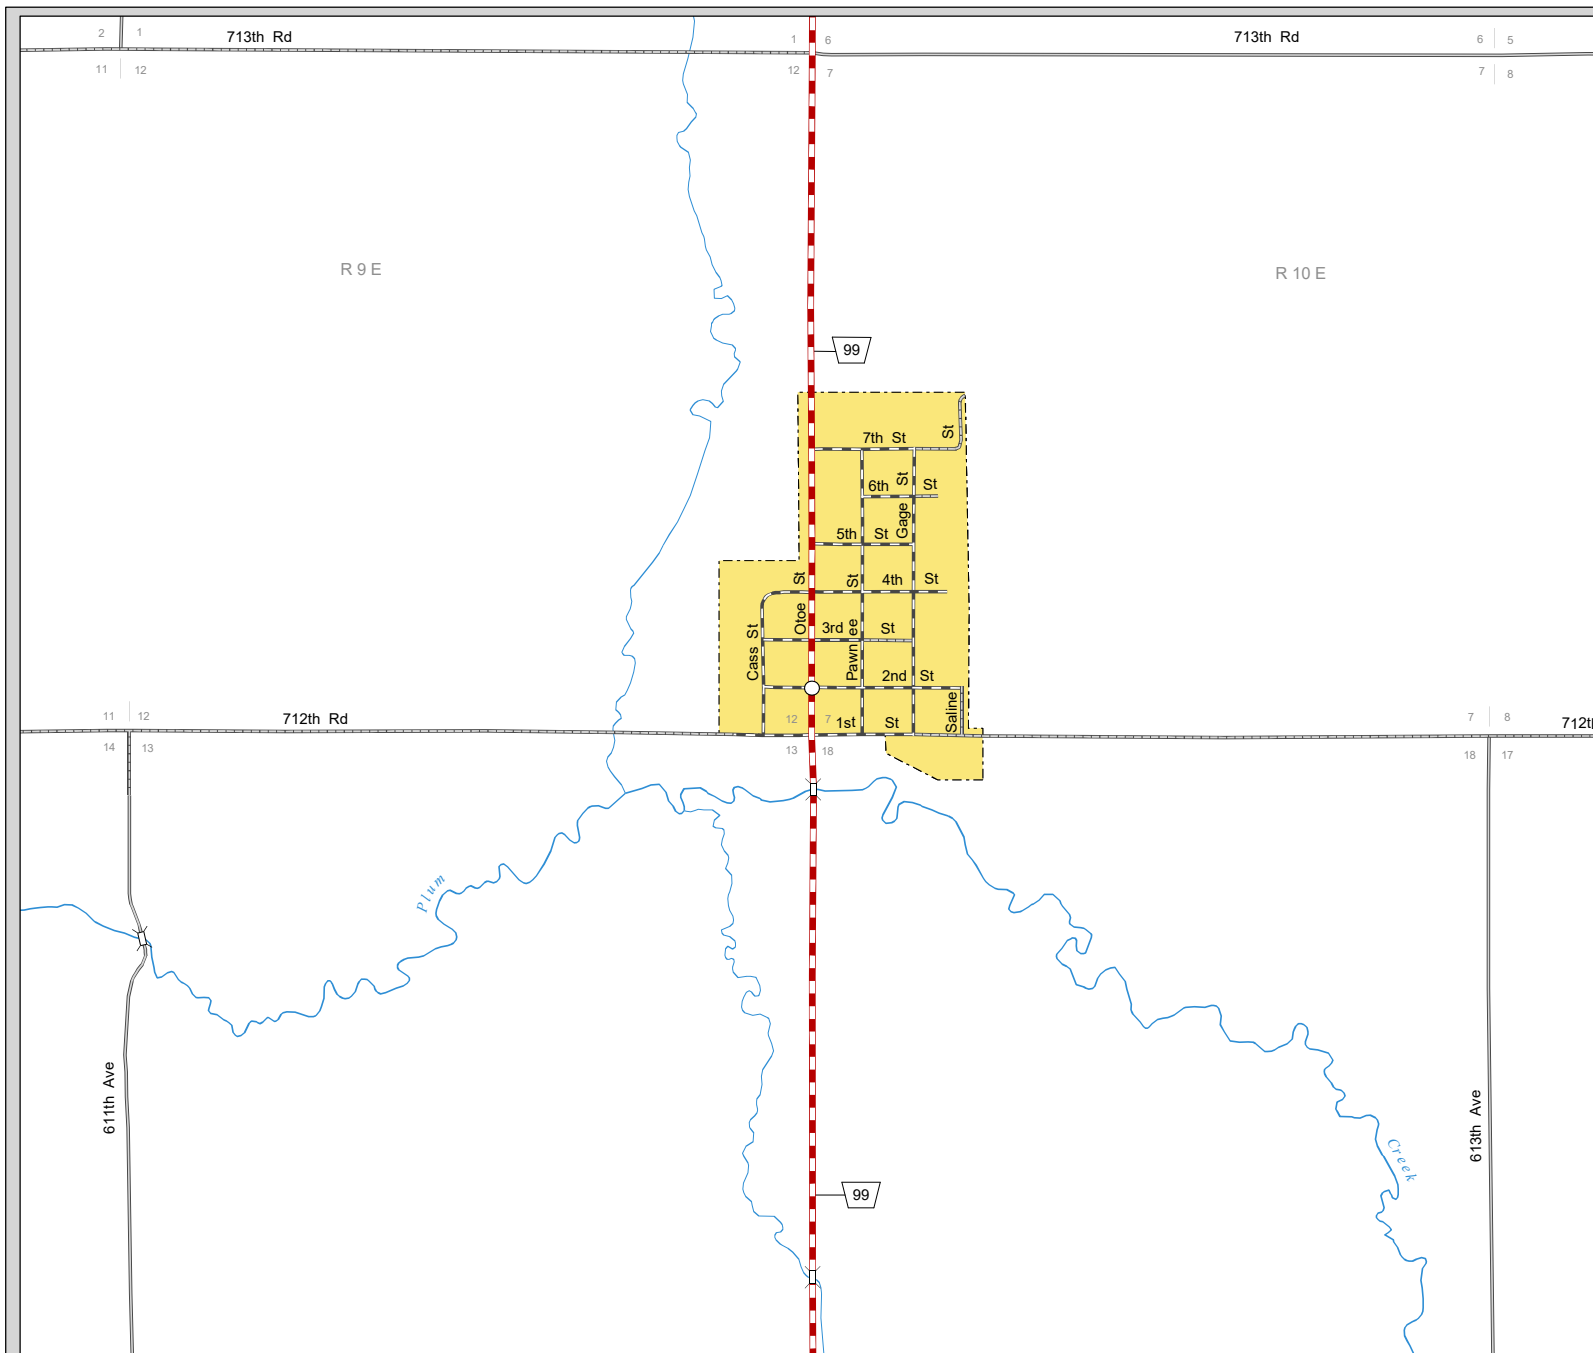 2 1
713th Rd
1 6
713th Rd
6 5
11 12
12 7
7 8
R 9 E
R 10 E
99
7th St
St
6th St
Gage St
5th St
4th St
Otoe St
Pawnee St
3rd St
Cass St
2nd St
Saline
11 12
712th Rd
12 7
1st St
7 8
712th
14 13
13 18
18 17
Plum
611th Ave
613th Ave
Creek
99